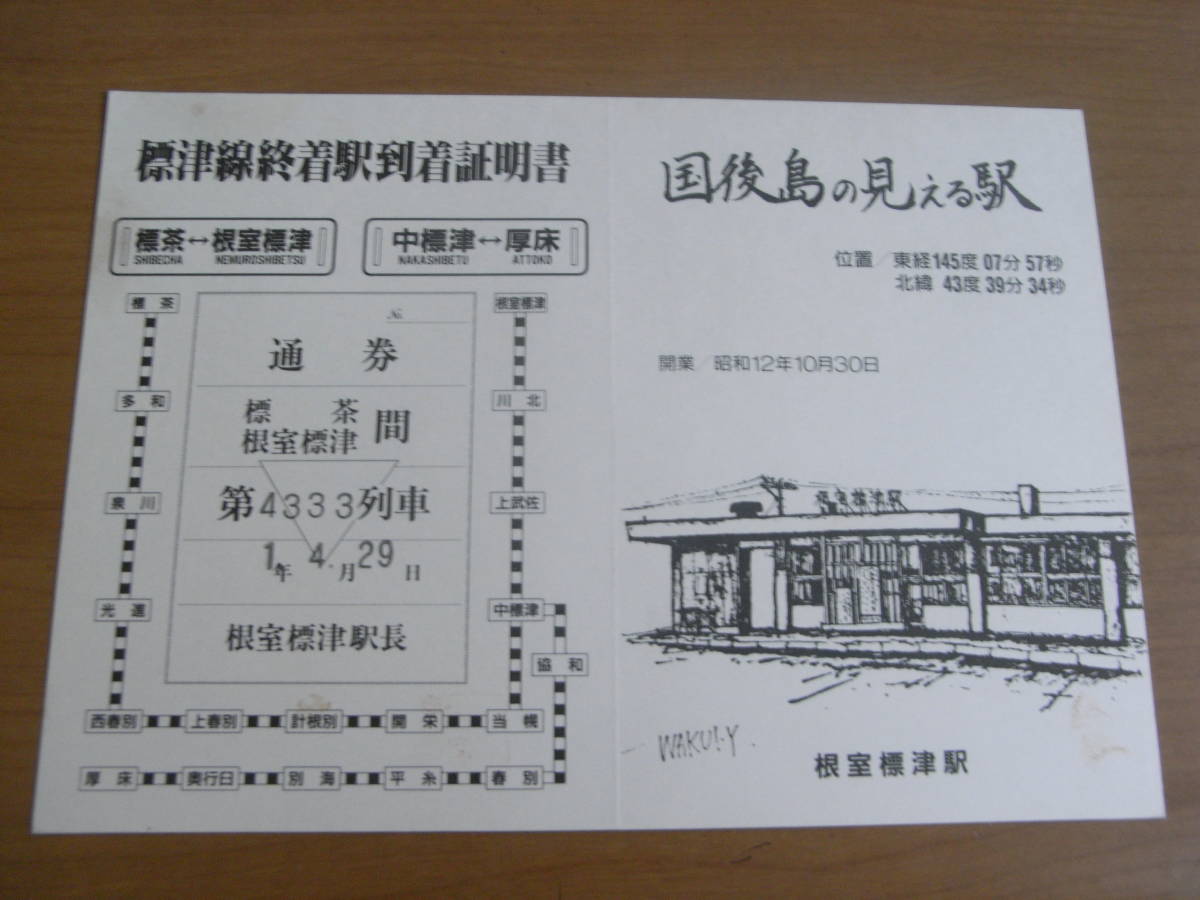 標津線終着駅到着証明書
標茶↔根室標津
SHIBECHA NEMUROSHIBETSU
中標津↔厚床
NAKASHIBETU ATTOKO
№
通 券
標 茶
根室標津 間
第4333列車
1年 4.月29日
根室標津駅長
標 茶
多 和
泉 川
光 進
西春別
上春別
計根別
開 栄
当 幌
根室標津
川 北
上武佐
中標津
協 和
厚 床
奥行臼
別 海
平 糸
春 別
国後島の見える駅
位置/東経145度07分57秒
北緯 43度39分34秒
開業/昭和12年10月30日
根室標津駅
WAKUI・Y.
根室標津駅